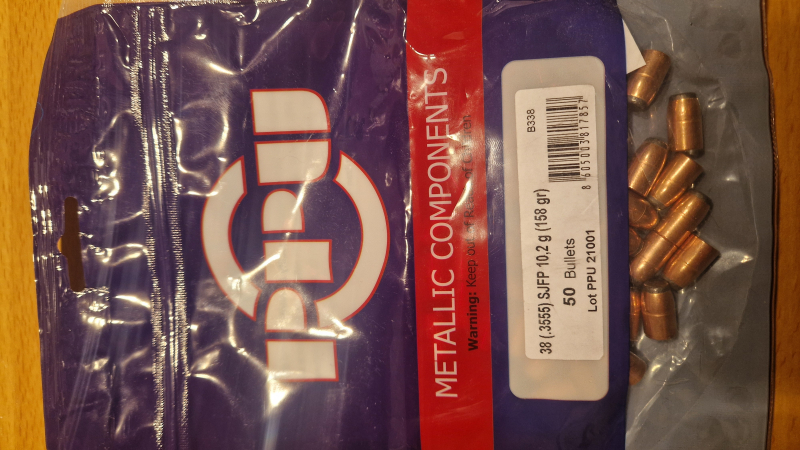 PPU
METALLIC COMPONENTS
Warning: Keep out of Reach of Children
B338
8 605003 817857
38 (.3555) SJFP 10,2 g (158 gr)
50 Bullets
Lot PPU 21001